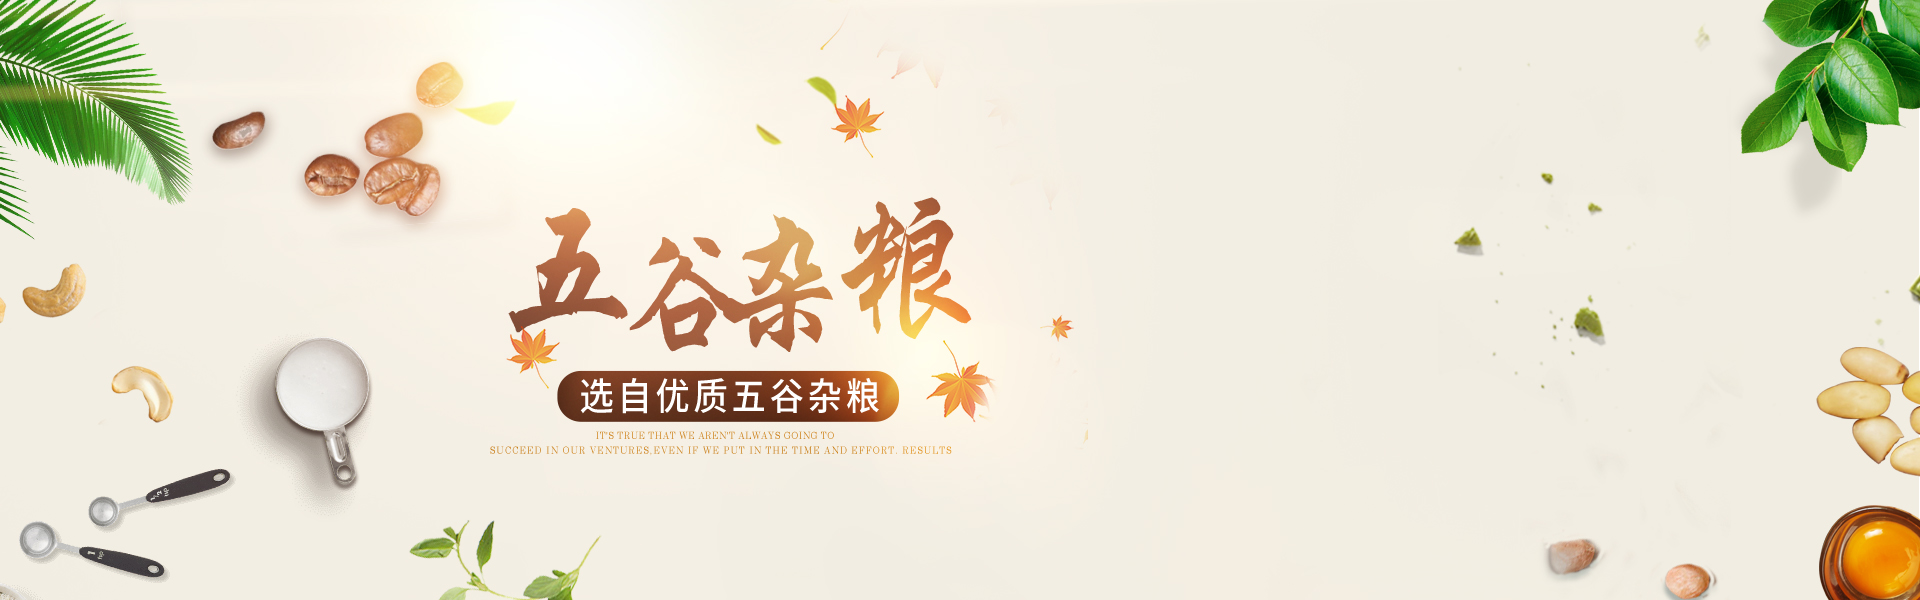 五谷杂粮
选自优质五谷杂粮
IT'S TRUE THAT WE AREN'T ALWAYS GOING TO
SUCCEED IN OUR VENTURES,EVEN IF WE PUT IN THE TIME AND EFFORT. RESULTS